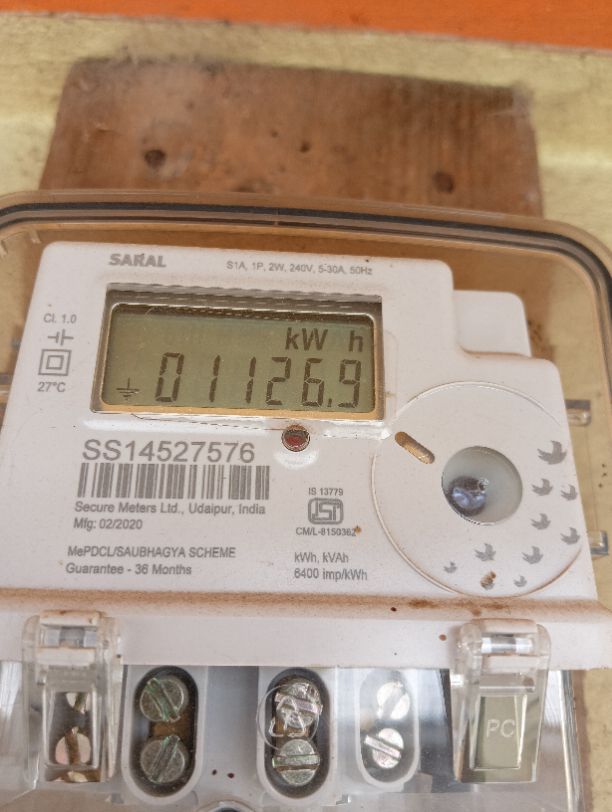 SARAL
S1A, 1P, 2W, 240V, 5-30A, 50Hz
Cl. 1.0
27°C
kW h
01126.9
SS14527576
Secure Meters Ltd., Udaipur, India
Mfg: 02/2020
IS 13779
ISI
CM/L-8150362
MePDCL/SAUBHAGYA SCHEME
Guarantee - 36 Months
kWh, kVAh
6400 imp/kWh
PC